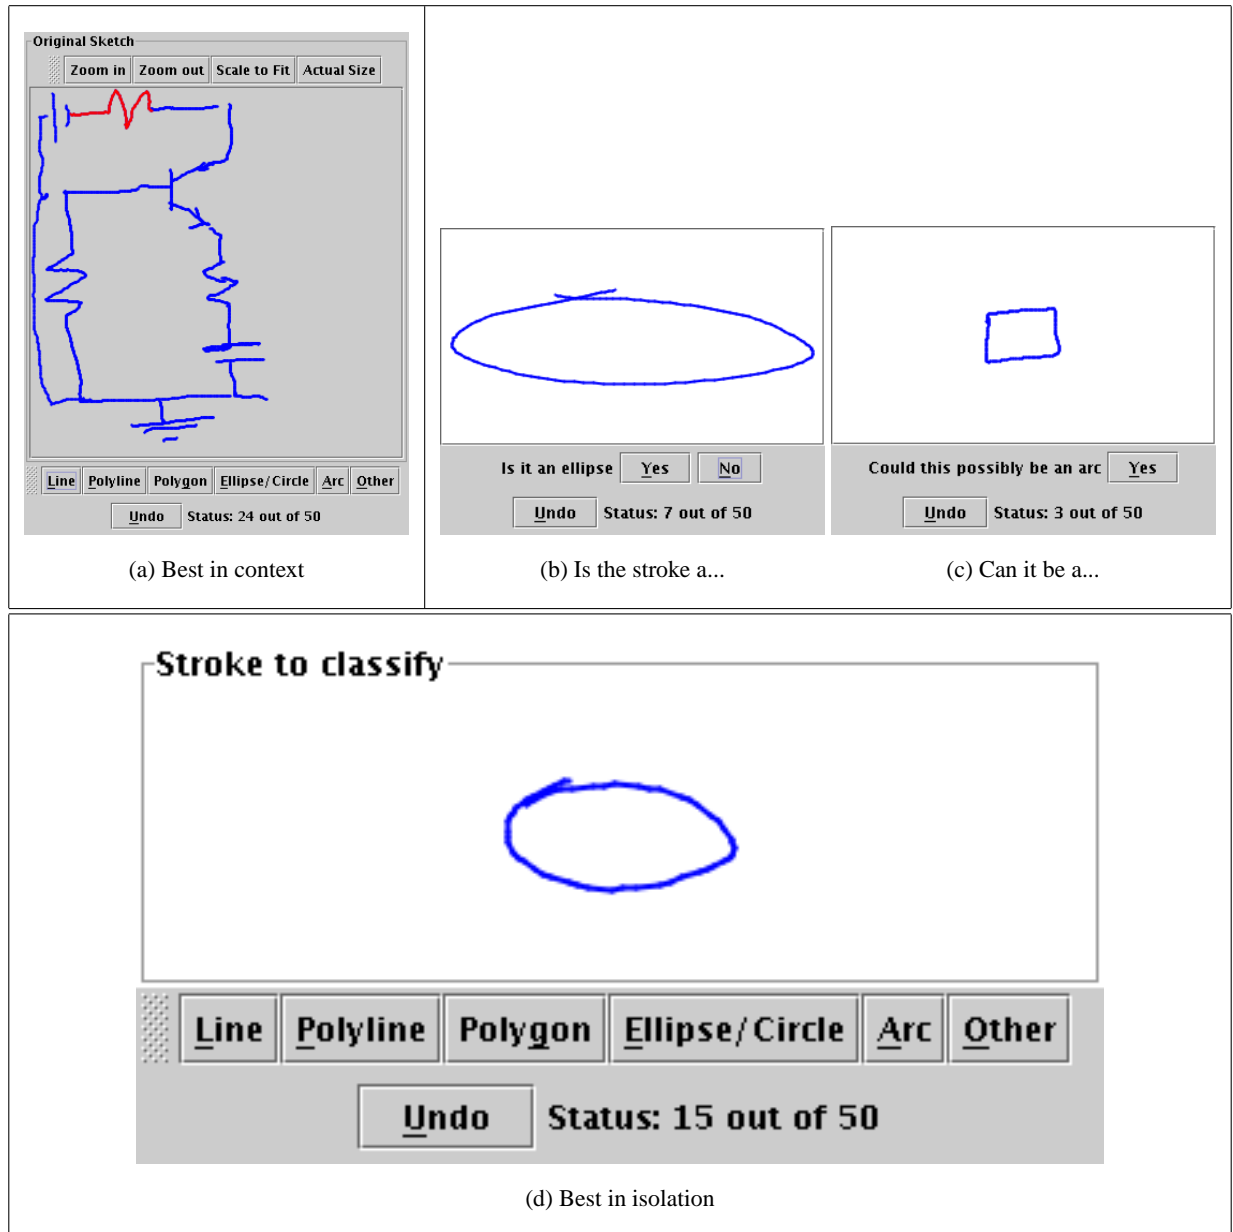 Original Sketch
Zoom in Zoom out Scale to Fit Actual Size
Line Polyline Polygon Ellipse/Circle Arc Other
Undo Status: 24 out of 50
(a) Best in context
Is it an ellipse Yes No
Undo Status: 7 out of 50
(b) Is the stroke a...
Could this possibly be an arc Yes
Undo Status: 3 out of 50
(c) Can it be a...
Stroke to classify
Line Polyline Polygon Ellipse/Circle Arc Other
Undo Status: 15 out of 50
(d) Best in isolation